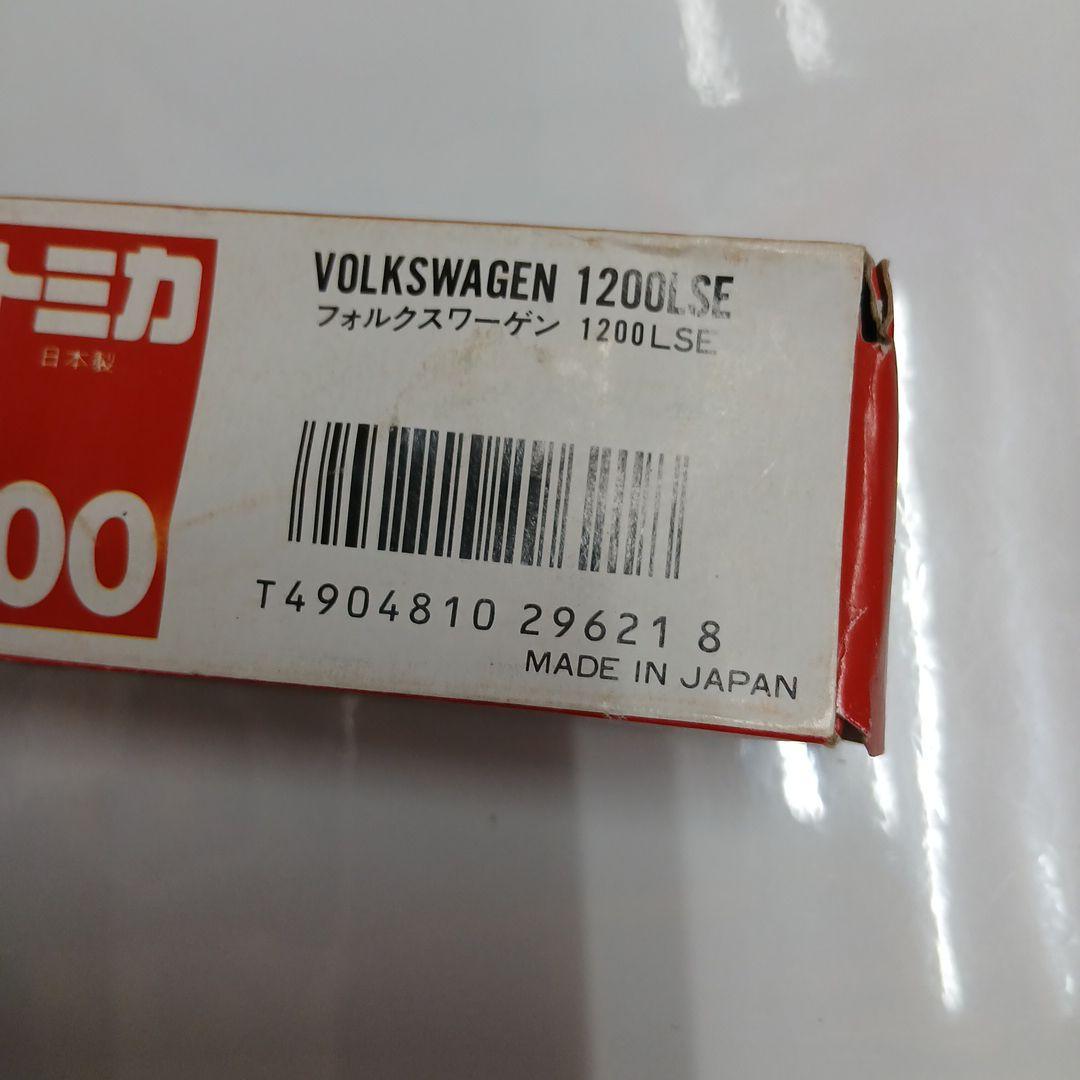 トミカ
日本製
00
VOLKSWAGEN 1200LSE
フォルクスワーゲン 1200LSE
T4904810 29621 8
MADE IN JAPAN